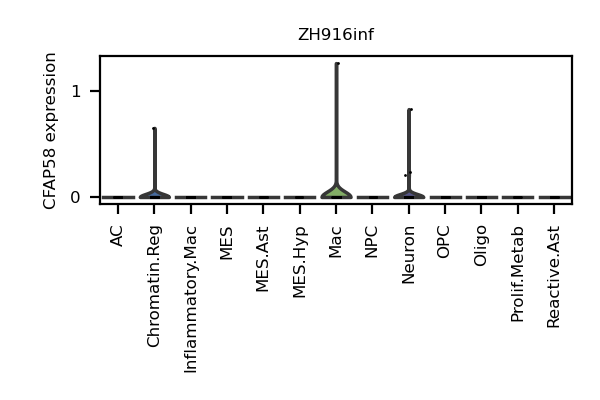 ZH916inf
CFAP58 expression
1
0
AC
Chromatin.Reg
Inflammatory.Mac
MES
MES.Ast
MES.Hyp
Mac
NPC
Neuron
OPC
Oligo
Prolif.Metab
Reactive.Ast